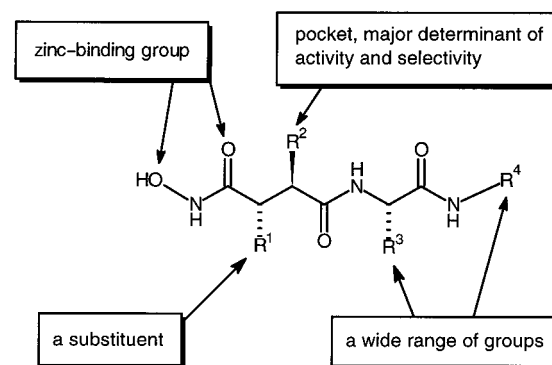 zinc-binding group
pocket, major determinant of
activity and selectivity
O
R²
O
HO
H
N
R⁴
N
H
N
H
R¹
O
R³
a substituent
a wide range of groups